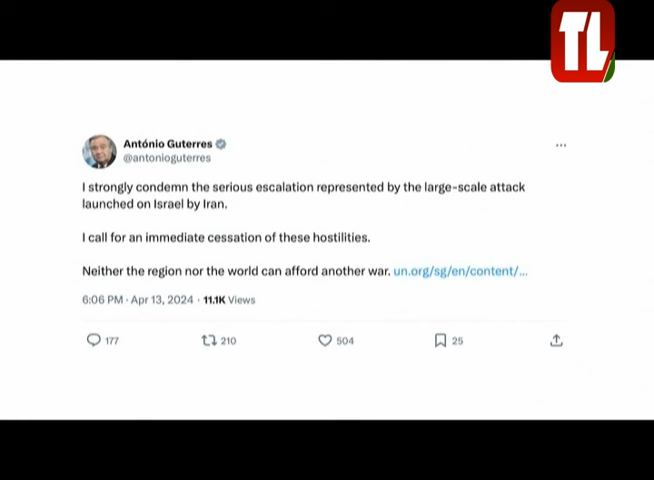 TL
António Guterres
@antonioguterres
I strongly condemn the serious escalation represented by the large-scale attack
launched on Israel by Iran.
I call for an immediate cessation of these hostilities.
Neither the region nor the world can afford another war. un.org/sg/en/content/...
6:06 PM · Apr 13, 2024 · 11.1K Views
177 210 504 25